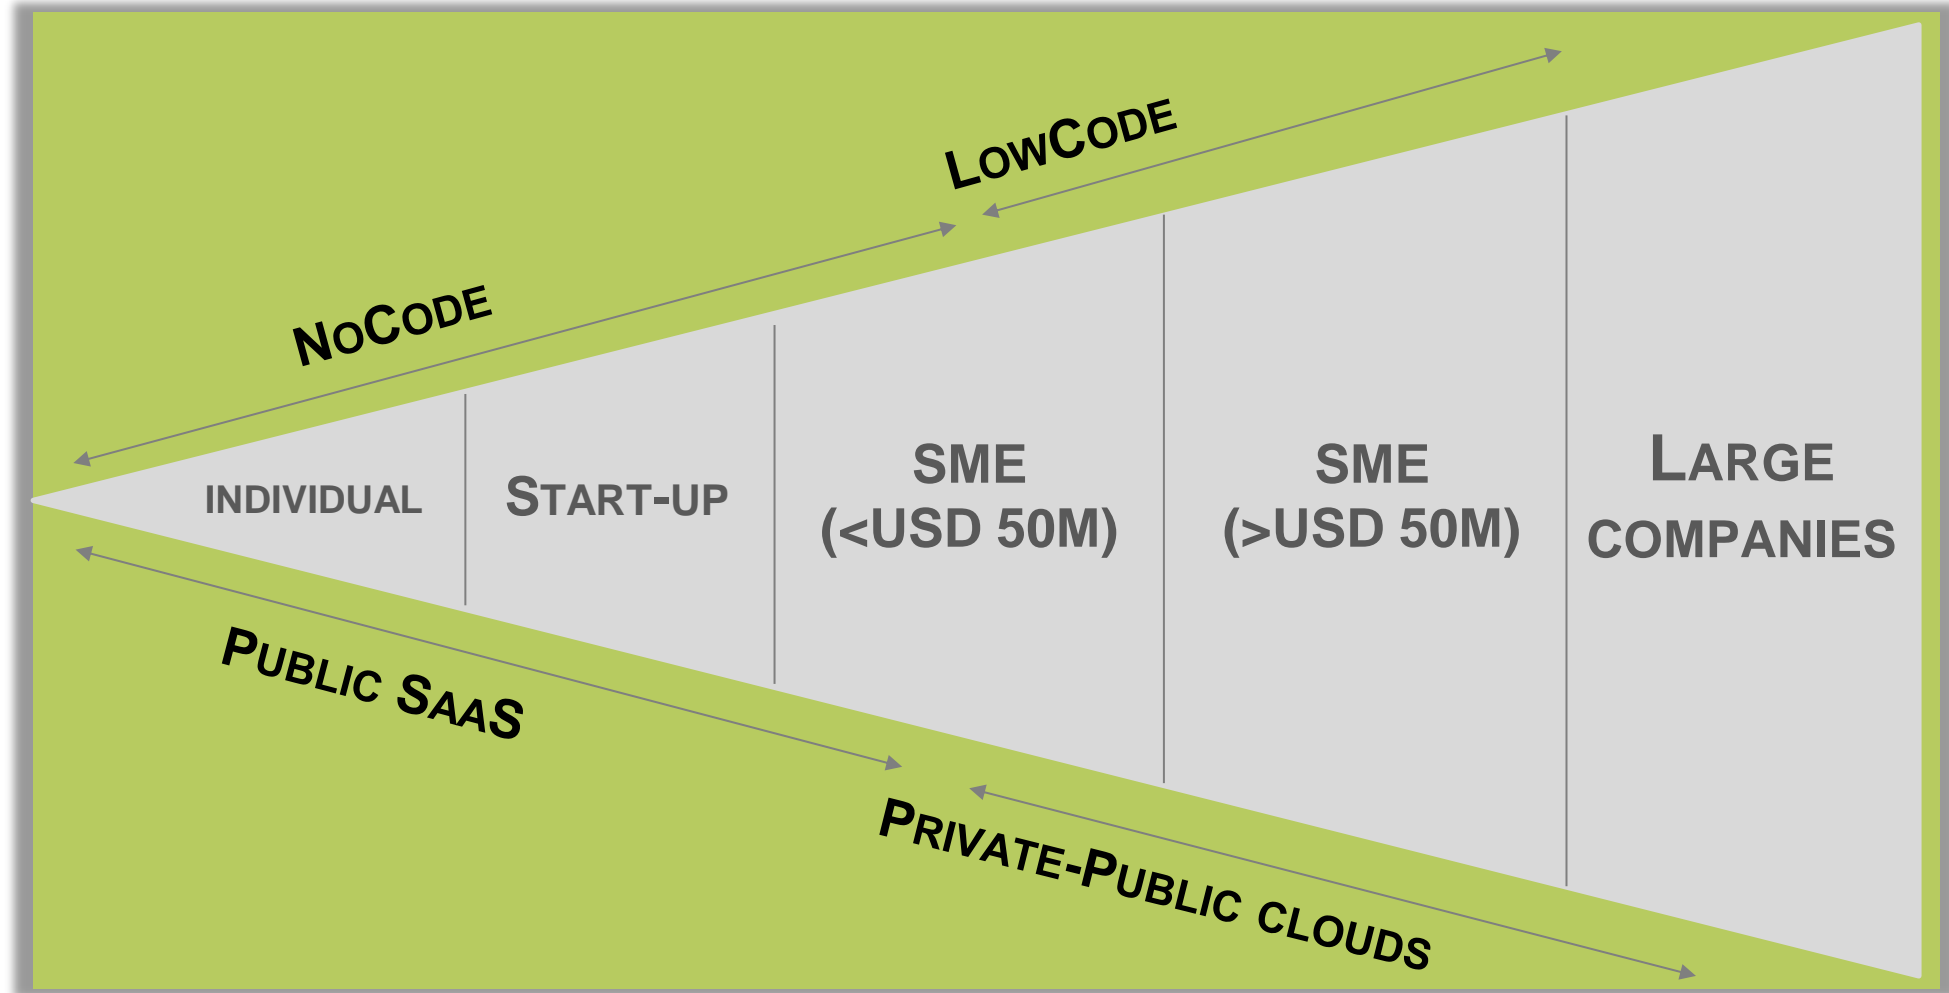 LOWCODE
NOCODE
INDIVIDUAL
START-UP
SME
(<USD 50M)
SME
(>USD 50M)
LARGE
COMPANIES
PUBLIC SAAS
PRIVATE-PUBLIC CLOUDS